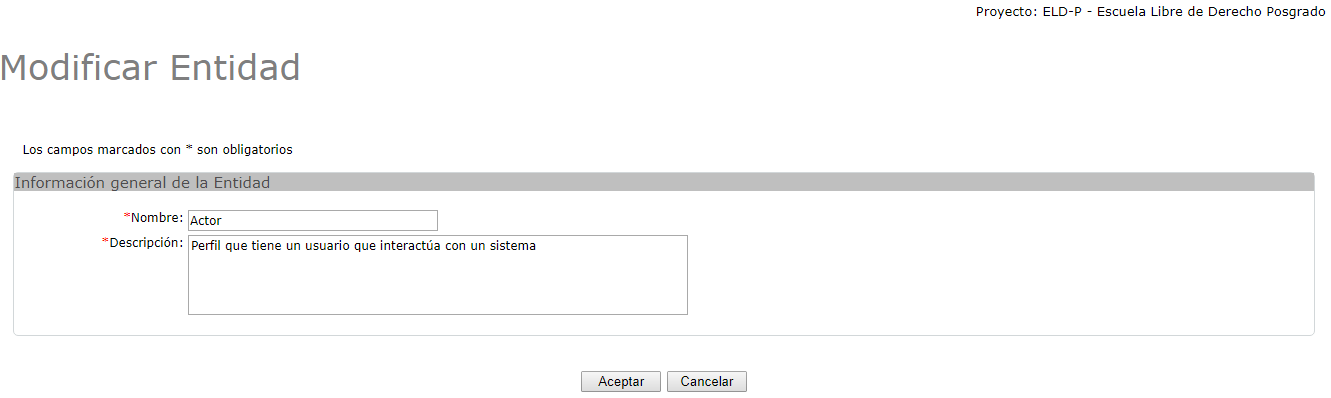 Proyecto: ELD-P - Escuela Libre de Derecho Posgrado
Modificar Entidad
Los campos marcados con * son obligatorios
Información general de la Entidad
*Nombre: Actor
*Descripción: Perfil que tiene un usuario que interactúa con un sistema
Aceptar Cancelar